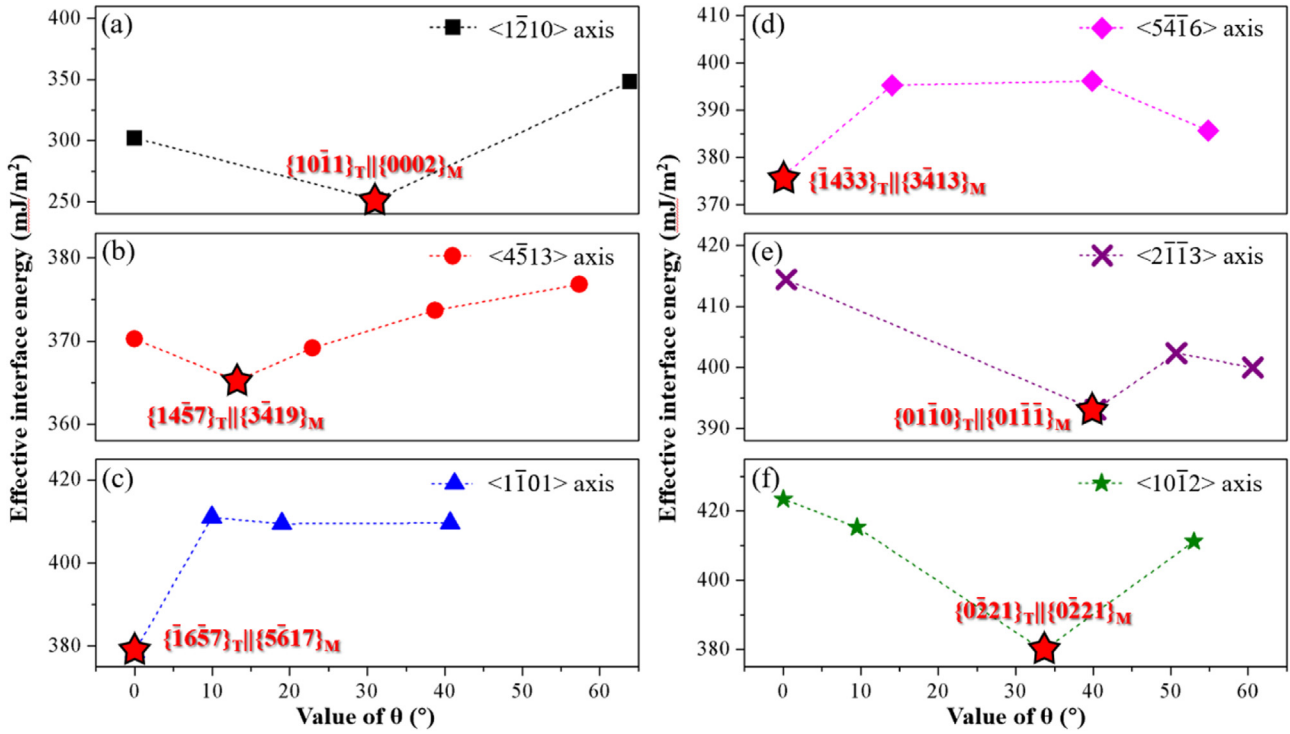 Effective interface energy (mJ/m²)
(a)
<12̄10> axis
400
350
300
250
{101̄1}T||{0002}M
(b)
<45̄13> axis
380
370
360
{145̄7}T||{34̄19}M
(c)
<11̄01> axis
420
400
380
{1̄65̄7}T||{56̄17}M
0 10 20 30 40 50 60
Value of θ (°)
Effective interface energy (mJ/m²)
(d)
<54̄1̄6> axis
410
400
390
380
370
{1̄43̄3}T||{34̄13}M
(e)
<21̄1̄3> axis
420
410
400
390
{011̄0}T||{011̄1̄}M
(f)
<101̄2> axis
420
400
380
{02̄21}T||{02̄21}M
0 10 20 30 40 50 60
Value of θ (°)